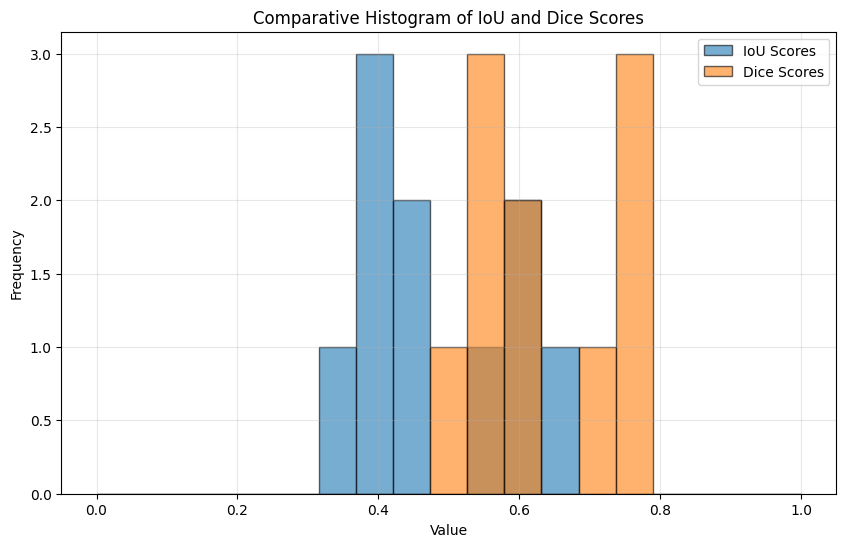 Comparative Histogram of IoU and Dice Scores
IoU Scores
Dice Scores
3.0
2.5
2.0
1.5
1.0
0.5
0.0
Frequency
0.0 0.2 0.4 0.6 0.8 1.0
Value